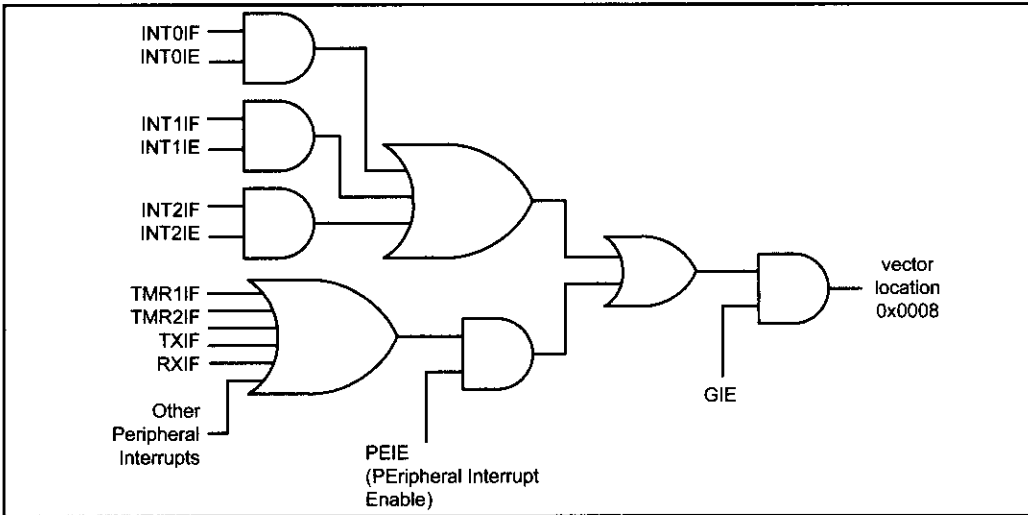 INT0IF
INT0IE
INT1IF
INT1IE
INT2IF
INT2IE
TMR1IF
TMR2IF
TXIF
RXIF
Other
Peripheral
Interrupts
PEIE
(PEripheral Interrupt
Enable)
GIE
vector
location
0x0008